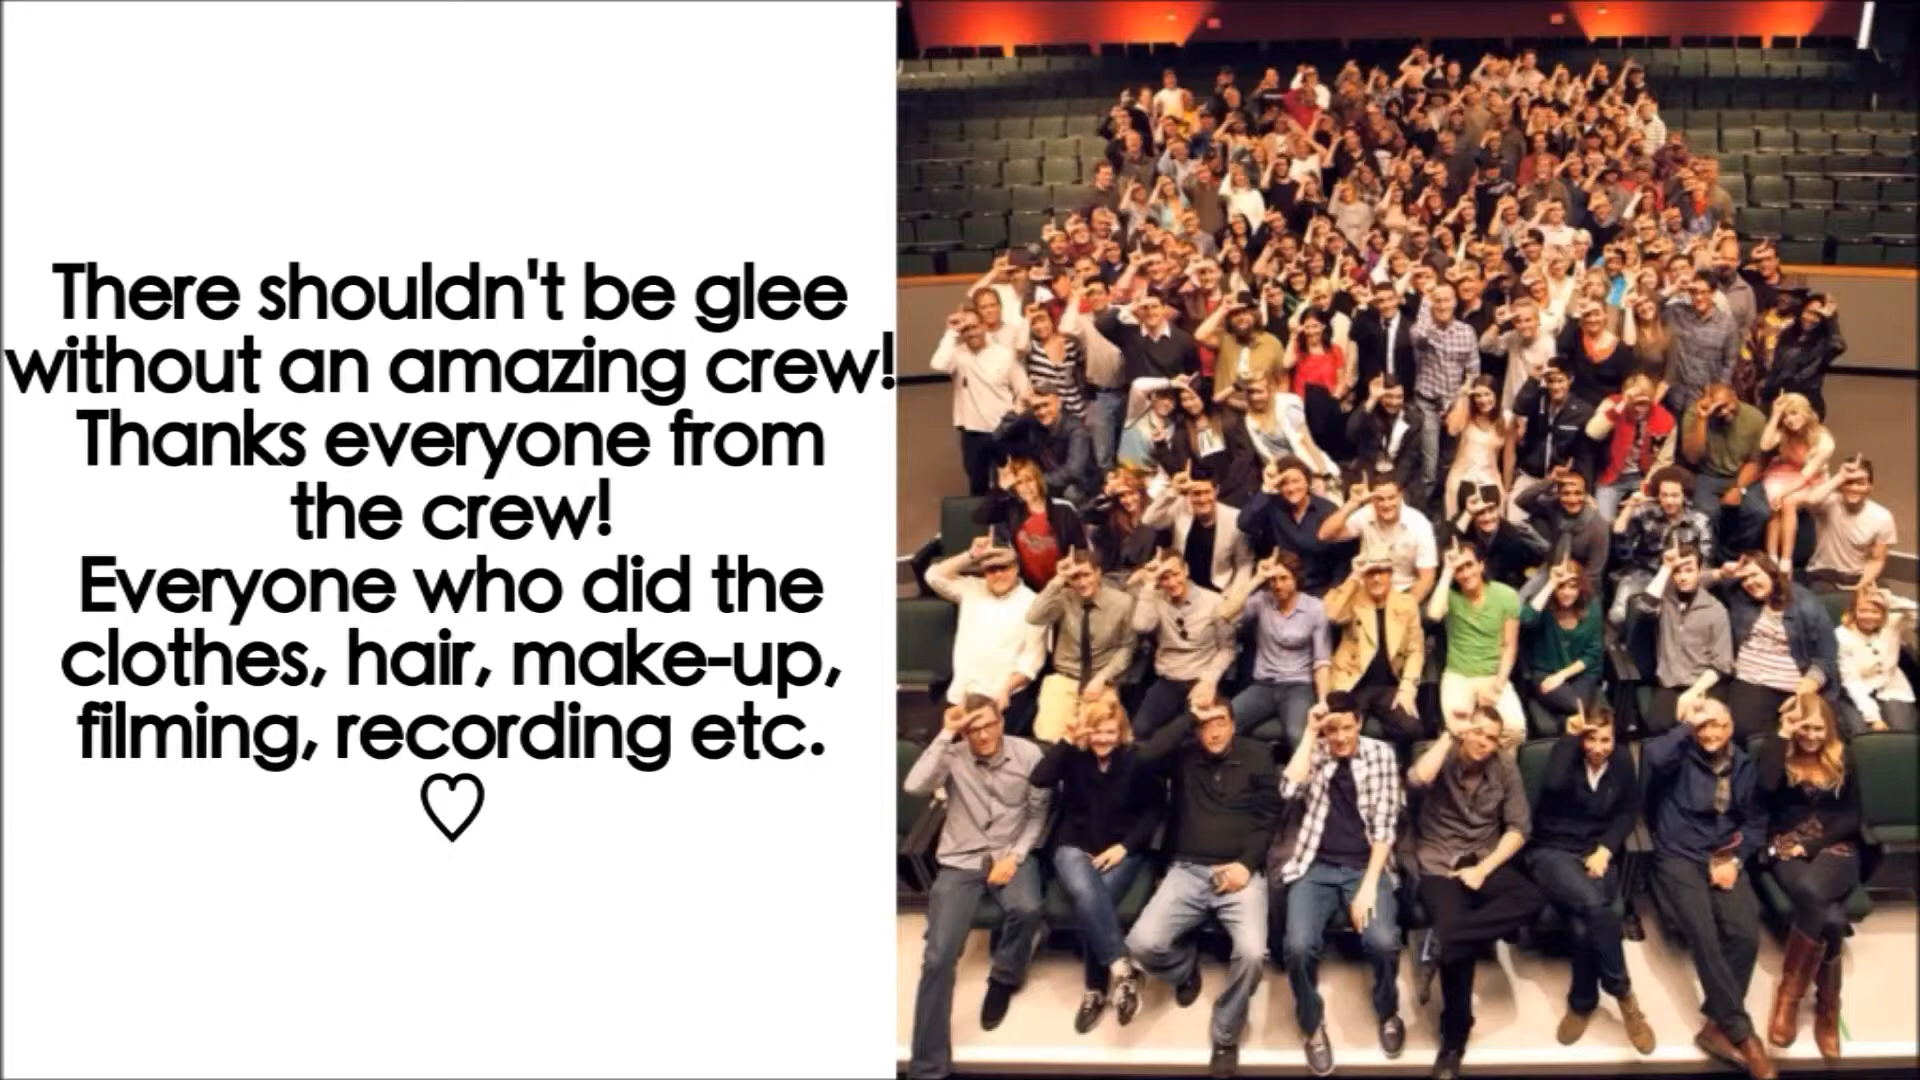 There shouldn't be glee
without an amazing crew!
Thanks everyone from
the crew!
Everyone who did the
clothes, hair, make-up,
filming, recording etc.
♡